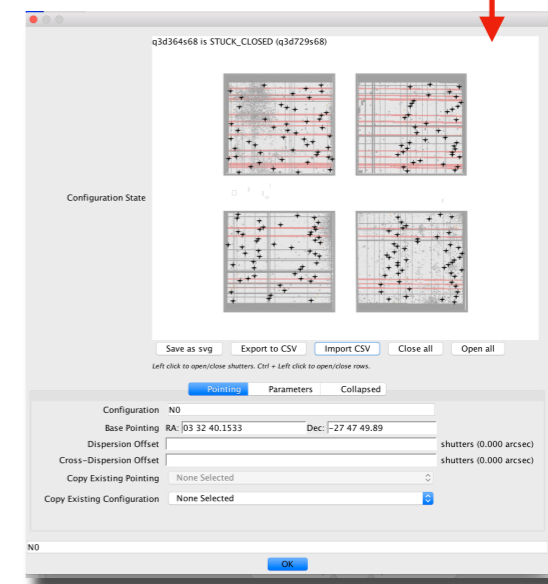 q3d364s68 is STUCK_CLOSED (q3d729s68)
Configuration State
Save as svg Export to CSV Import CSV Close all Open all
Left click to open/close shutters. Ctrl + Left click to open/close rows.
Pointing Parameters Collapsed
Configuration N0
Base Pointing RA: 03 32 40.1533 Dec: -27 47 49.89
Dispersion Offset shutters (0.000 arcsec)
Cross-Dispersion Offset shutters (0.000 arcsec)
Copy Existing Pointing None Selected
Copy Existing Configuration None Selected
N0
OK